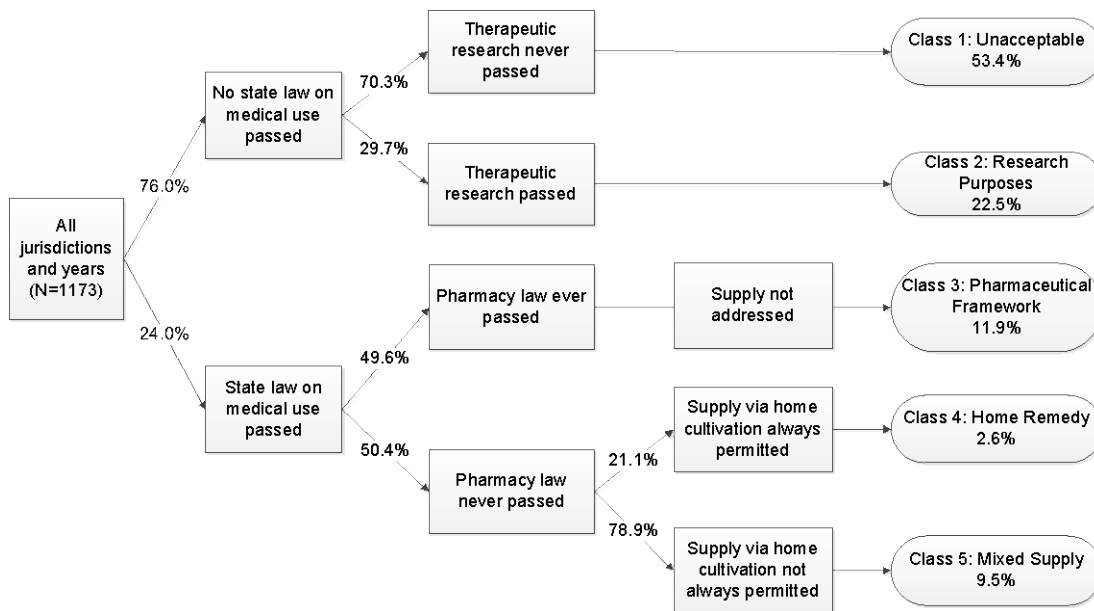 All
jurisdictions
and years
(N=1173)
76.0%
24.0%
No state law on
medical use
passed
70.3%
29.7%
Therapeutic
research never
passed
Class 1: Unacceptable
53.4%
Therapeutic
research passed
Class 2: Research
Purposes
22.5%
State law on
medical use
passed
49.6%
50.4%
Pharmacy law ever
passed
Supply not
addressed
Class 3: Pharmaceutical
Framework
11.9%
Pharmacy law
never passed
21.1%
78.9%
Supply via home
cultivation always
permitted
Class 4: Home Remedy
2.6%
Supply via home
cultivation not
always permitted
Class 5: Mixed Supply
9.5%